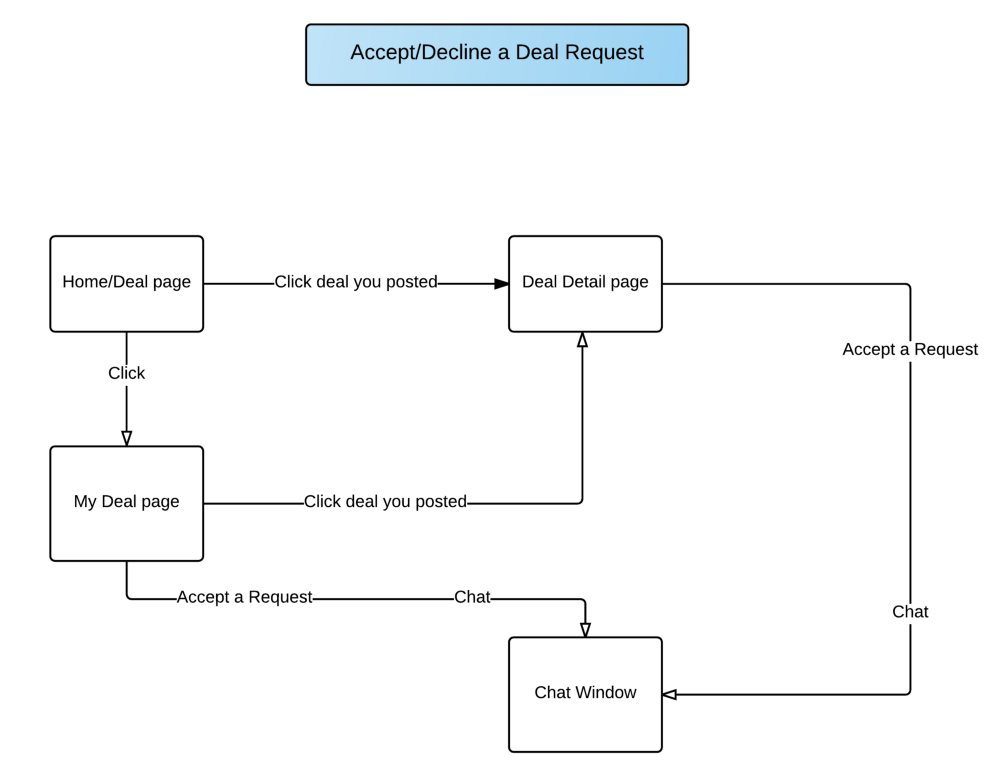 Accept/Decline a Deal Request
Home/Deal page
Click deal you posted
Deal Detail page
Accept a Request
Click
My Deal page
Click deal you posted
Accept a Request
Chat
Chat
Chat Window